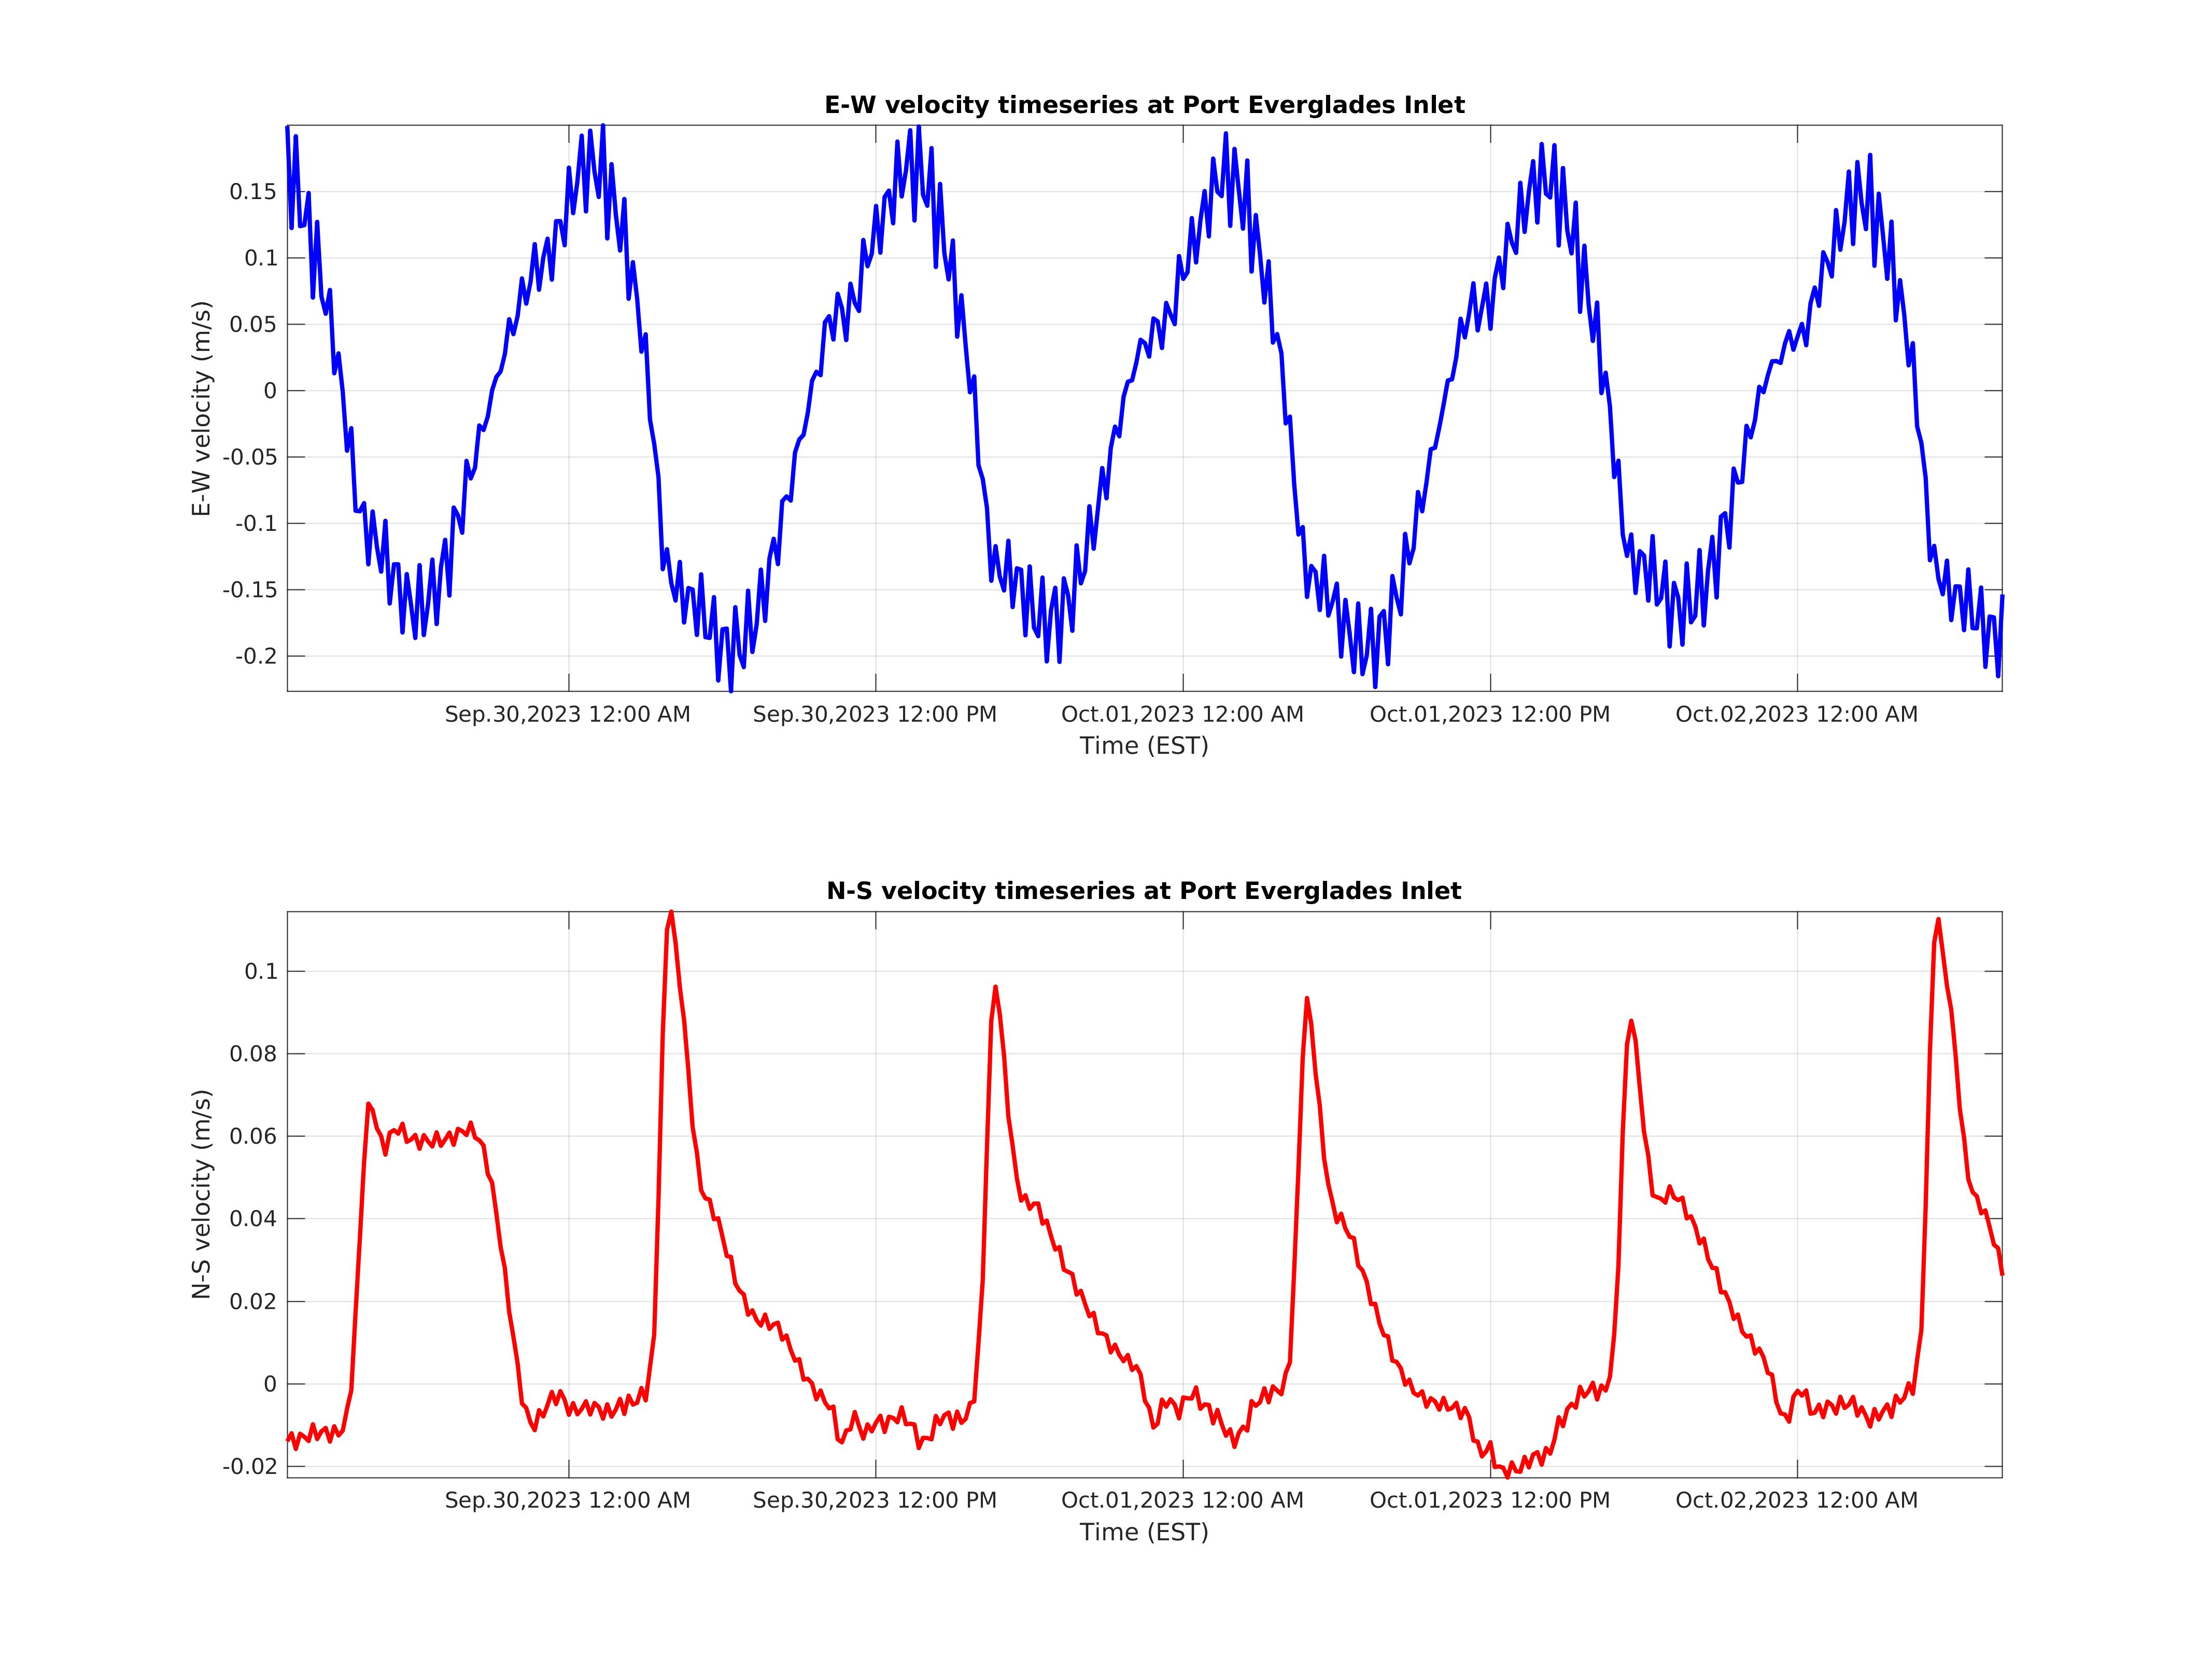 E-W velocity timeseries at Port Everglades Inlet
E-W velocity (m/s)
0.15
0.1
0.05
0
-0.05
-0.1
-0.15
-0.2
Sep.30,2023 12:00 AM
Sep.30,2023 12:00 PM
Oct.01,2023 12:00 AM
Oct.01,2023 12:00 PM
Oct.02,2023 12:00 AM
Time (EST)
N-S velocity timeseries at Port Everglades Inlet
N-S velocity (m/s)
0.1
0.08
0.06
0.04
0.02
0
-0.02
Sep.30,2023 12:00 AM
Sep.30,2023 12:00 PM
Oct.01,2023 12:00 AM
Oct.01,2023 12:00 PM
Oct.02,2023 12:00 AM
Time (EST)